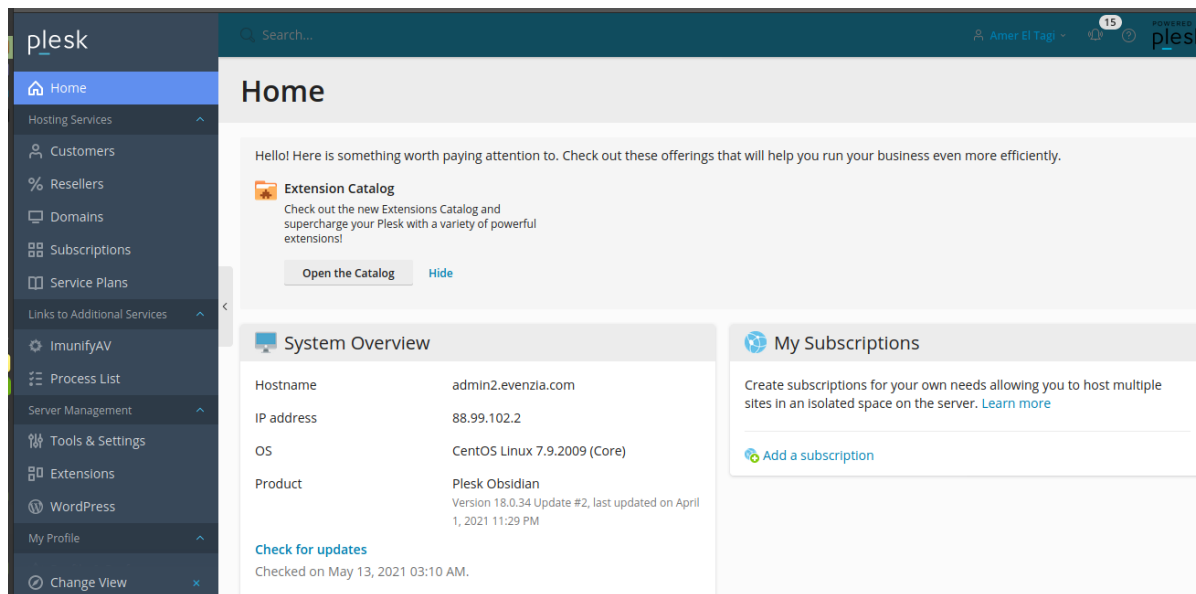 plesk
Search...
Amer El Tagi
15
POWERED
plesk
Home
Hosting Services
Customers
Resellers
Domains
Subscriptions
Service Plans
Links to Additional Services
ImunifyAV
Process List
Server Management
Tools & Settings
Extensions
WordPress
My Profile
Change View
Home
Hello! Here is something worth paying attention to. Check out these offerings that will help you run your business even more efficiently.
Extension Catalog
Check out the new Extensions Catalog and
supercharge your Plesk with a variety of powerful
extensions!
Open the Catalog Hide
System Overview
Hostname admin2.evenzia.com
IP address 88.99.102.2
OS CentOS Linux 7.9.2009 (Core)
Product Plesk Obsidian
Version 18.0.34 Update #2, last updated on April
1, 2021 11:29 PM
Check for updates
Checked on May 13, 2021 03:10 AM.
My Subscriptions
Create subscriptions for your own needs allowing you to host multiple
sites in an isolated space on the server. Learn more
Add a subscription